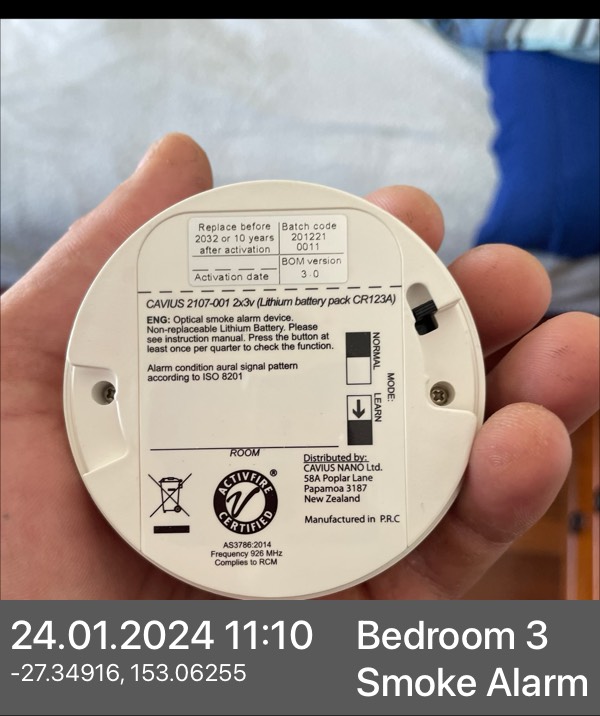 Replace before
2032 or 10 years
after activation
Activation date
Batch code
201221
0011
BOM version
3.0
CAVIUS 2107-001 2x3v (Lithium battery pack CR123A)
ENG: Optical smoke alarm device.
Non-replaceable Lithium Battery. Please
see instruction manual. Press the button at
least once per quarter to check the function.
Alarm condition aural signal pattern
according to ISO 8201
NORMAL
MODE:
LEARN
ROOM
ACTIVFIRE
®
CERTIFIED
AS3786:2014
Frequency 926 MHz
Complies to RCM
Distributed by:
CAVIUS NANO Ltd.
58A Poplar Lane
Papamoa 3187
New Zealand
Manufactured in P.R.C
24.01.2024 11:10
-27.34916, 153.06255
Bedroom 3
Smoke Alarm